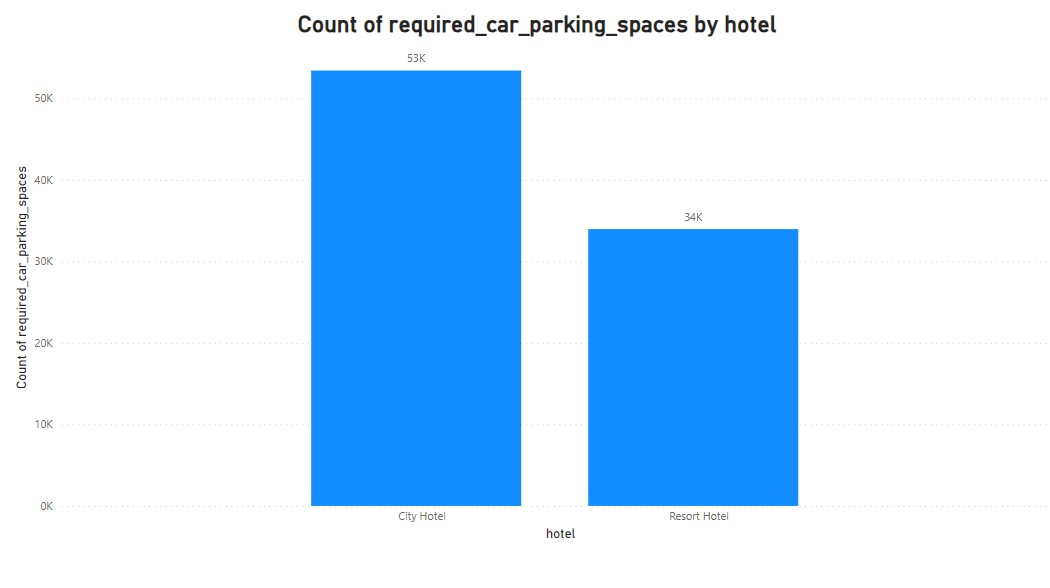 Count of required_car_parking_spaces by hotel
Count of required_car_parking_spaces
50K
40K
30K
20K
10K
0K
53K
34K
City Hotel
Resort Hotel
hotel